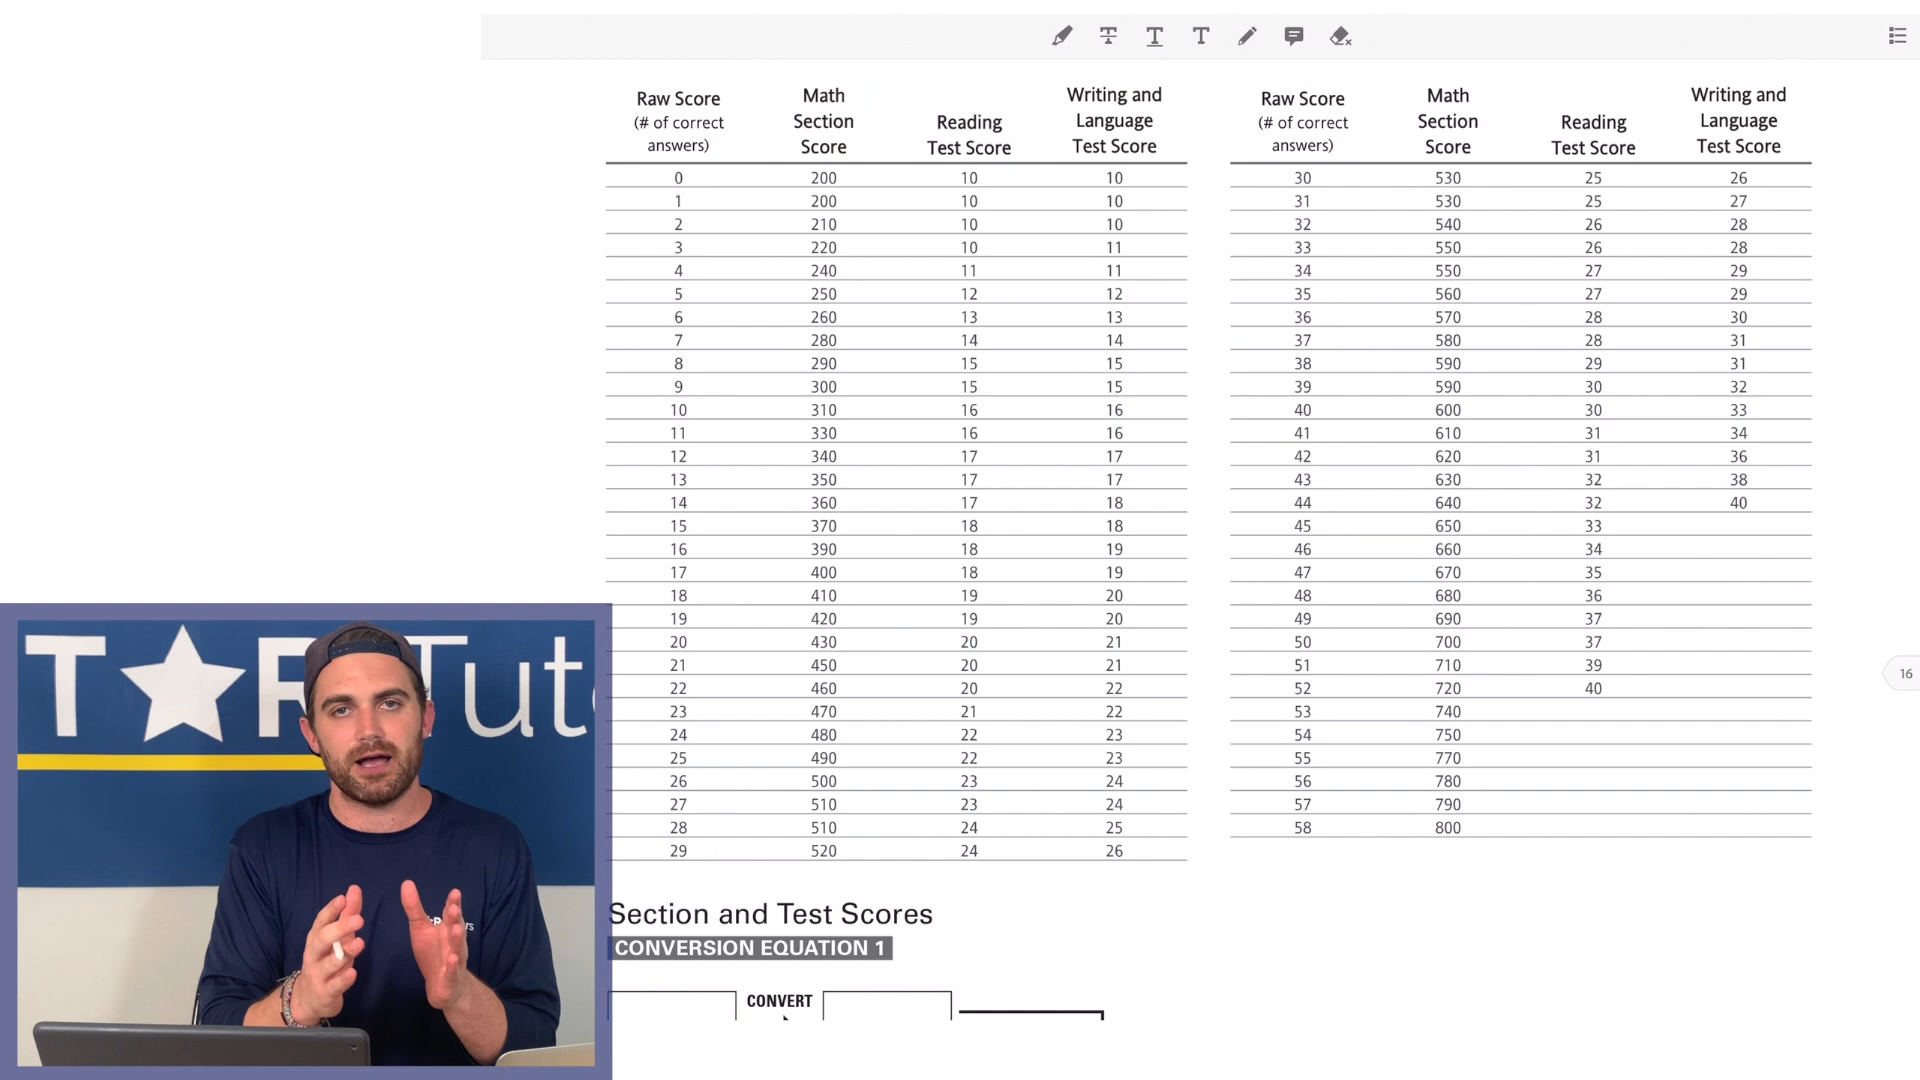 Raw Score
(# of correct
answers)
Math
Section
Score
Reading
Test Score
Writing and
Language
Test Score
0 200 10 10
1 200 10 10
2 210 10 10
3 220 10 11
4 240 11 11
5 250 12 12
6 260 13 13
7 280 14 14
8 290 15 15
9 300 15 15
10 310 16 16
11 330 16 16
12 340 17 17
13 350 17 17
14 360 17 18
15 370 18 18
16 390 18 19
17 400 18 19
18 410 19 20
19 420 19 20
20 430 20 21
21 450 20 21
22 460 20 22
23 470 21 22
24 480 22 23
25 490 22 23
26 500 23 24
27 510 23 24
28 510 24 25
29 520 24 26
Raw Score
(# of correct
answers)
Math
Section
Score
Reading
Test Score
Writing and
Language
Test Score
30 530 25 26
31 530 25 27
32 540 26 28
33 550 26 28
34 550 27 29
35 560 27 29
36 570 28 30
37 580 28 31
38 590 29 31
39 590 30 32
40 600 30 33
41 610 31 34
42 620 31 36
43 630 32 38
44 640 32 40
45 650 33
46 660 34
47 670 35
48 680 36
49 690 37
50 700 37
51 710 39
52 720 40
53 740
54 750
55 770
56 780
57 790
58 800
16
Section and Test Scores
CONVERSION EQUATION 1
CONVERT
T★R Tut